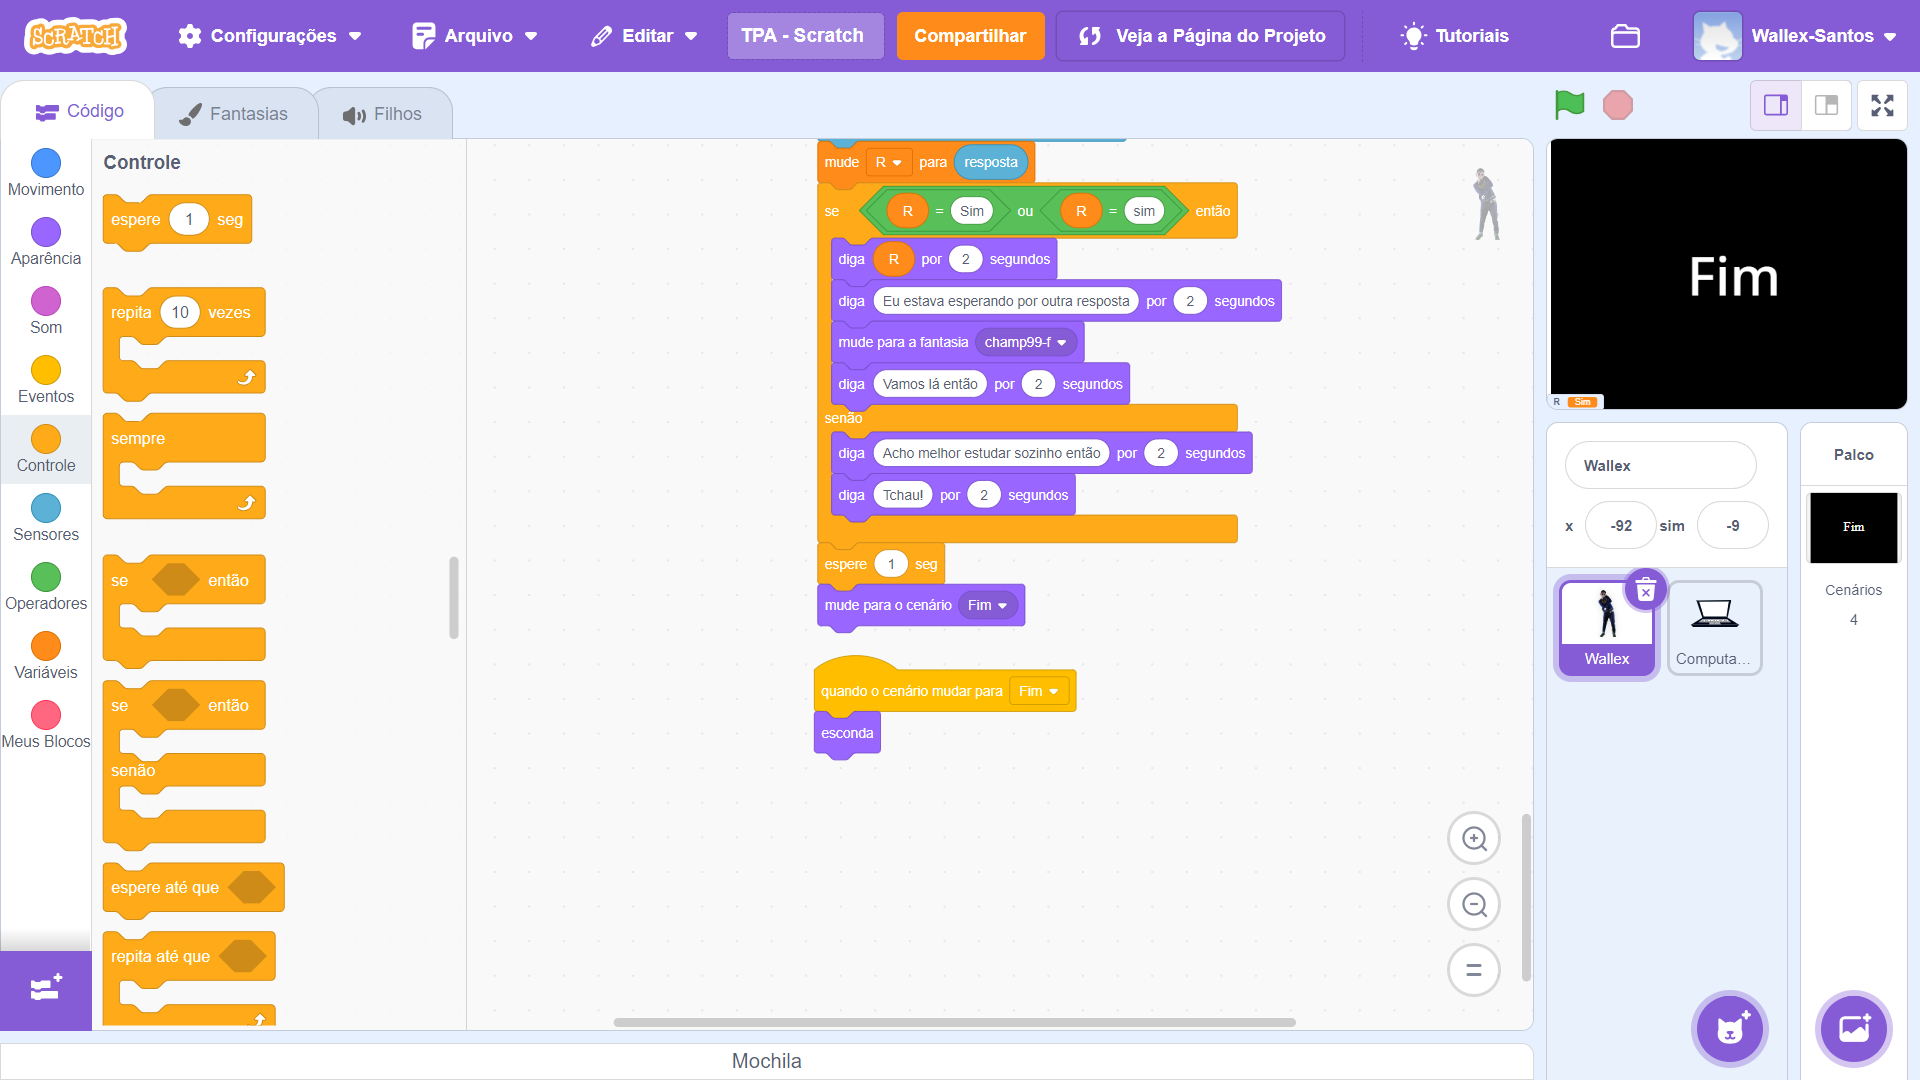 SCRATCH
Configurações
Arquivo
Editar
TPA - Scratch
Compartilhar
Veja a Página do Projeto
Tutoriais
Wallex-Santos
Código
Fantasias
Filhos
Movimento
Aparência
Som
Eventos
Controle
Sensores
Operadores
Variáveis
Meus Blocos
Controle
espere 1 seg
repita 10 vezes
sempre
se então
se então
senão
espere até que
repita até que
mude R para resposta
se R = Sim ou R = sim então
diga R por 2 segundos
diga Eu estava esperando por outra resposta por 2 segundos
mude para a fantasia champ99-f
diga Vamos lá então por 2 segundos
senão
diga Acho melhor estudar sozinho então por 2 segundos
diga Tchau! por 2 segundos
espere 1 seg
mude para o cenário Fim
quando o cenário mudar para Fim
esconda
Fim
R Sim
Wallex
x -92 sim -9
Wallex
Computa...
Palco
Fim
Cenários
4
Mochila